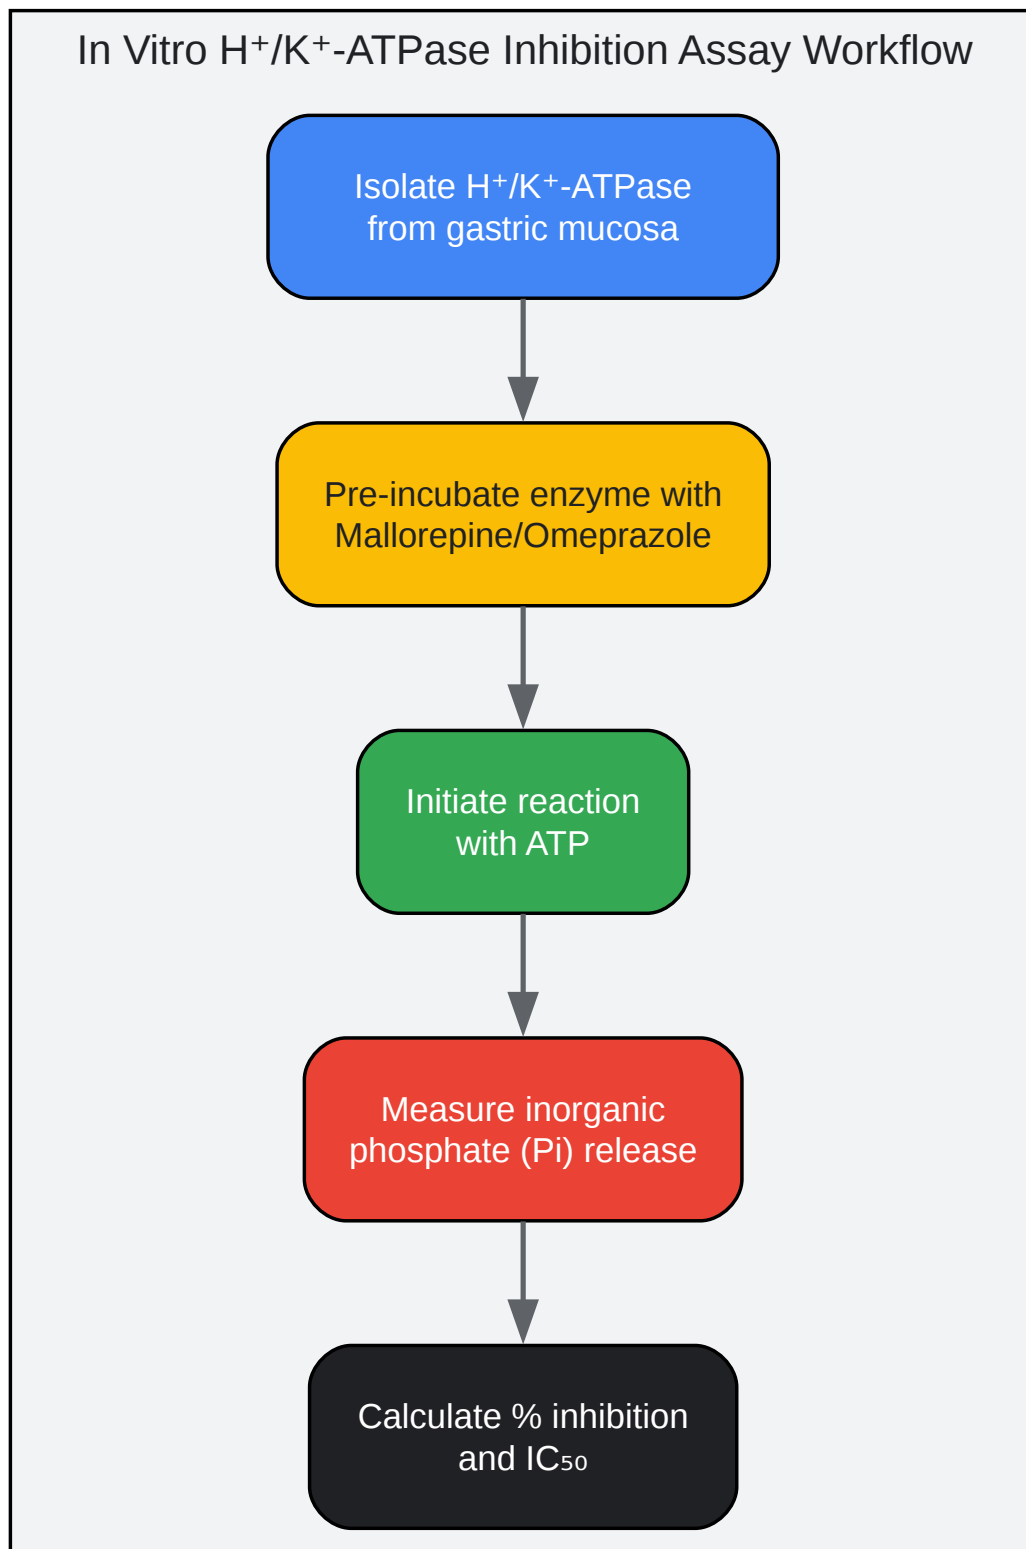 In Vitro H⁺/K⁺-ATPase Inhibition Assay Workflow
Isolate H⁺/K⁺-ATPase
from gastric mucosa
Pre-incubate enzyme with
Mallorepine/Omeprazole
Initiate reaction
with ATP
Measure inorganic
phosphate (Pi) release
Calculate % inhibition
and IC₅₀